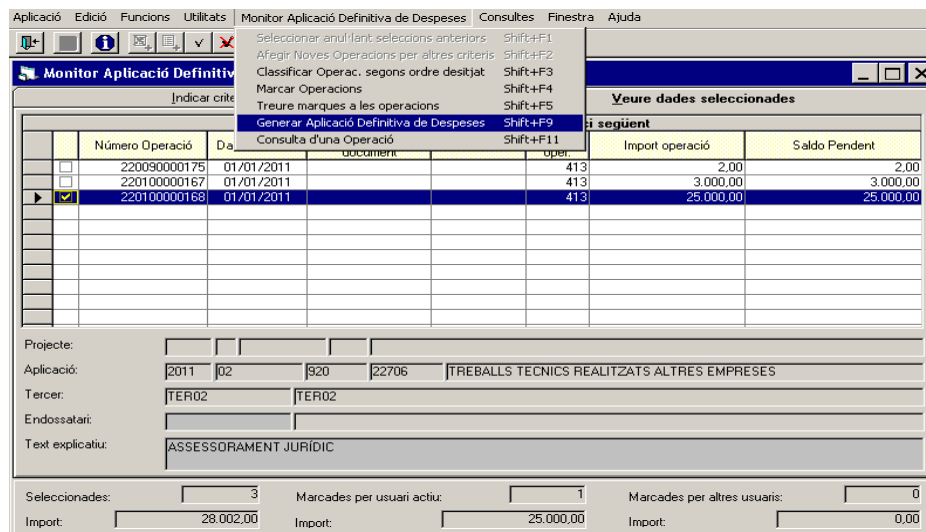 Aplicació Edició Funcions Utilitats Monitor Aplicació Definitiva de Despeses Consultes Finestra Ajuda
Seleccionar anul·lant seleccions anteriors Shift+F1
Afegir Noves Operacions per altres criteris Shift+F2
Classificar Operac. segons ordre desitjat Shift+F3
Marcar Operacions Shift+F4
Treure marques a les operacions Shift+F5
Generar Aplicació Definitiva de Despeses Shift+F9
Consulta d'una Operació Shift+F11
Monitor Aplicació Defini
Indicar crite Veure dades seleccionades
ci següent
Número Operació Da document oper. Import operació Saldo Pendent
220090000175 01/01/2011 413 2,00 2,00
220100000167 01/01/2011 413 3.000,00 3.000,00
220100000168 01/01/2011 413 25.000,00 25.000,00
Projecte:
Aplicació: 2011 02 920 22706 TREBALLS TECNICS REALITZATS ALTRES EMPRESES
Tercer: TER02 TER02
Endossatari:
Text explicatiu: ASSESSORAMENT JURÍDIC
Seleccionades: 3 Marcades per usuari actiu: 1 Marcades per altres usuaris: 0
Import: 28.002,00 Import: 25.000,00 Import: 0,00